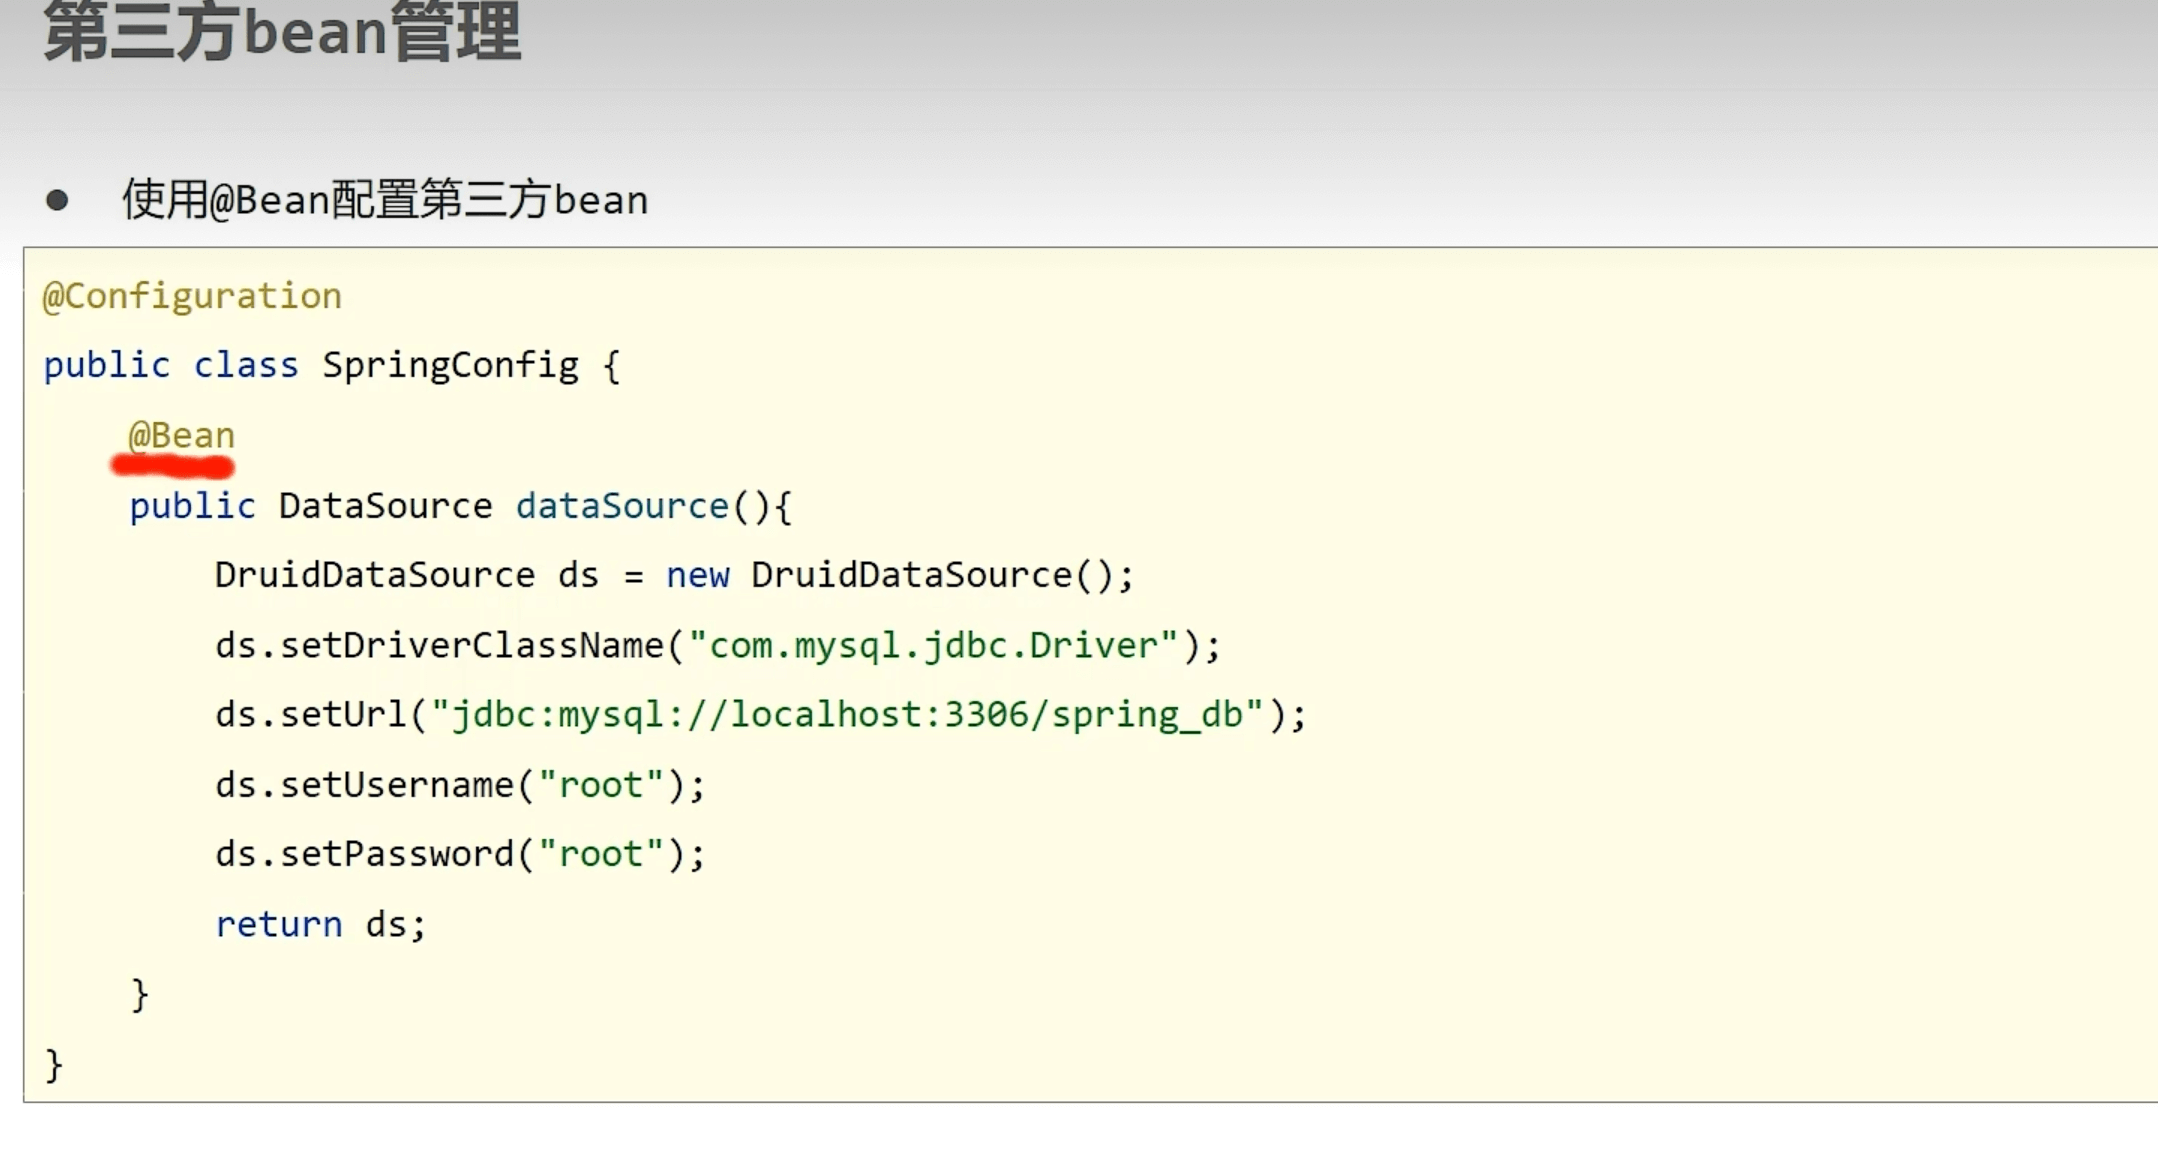 第三方bean管理
● 使用@Bean配置第三方bean
@Configuration
public class SpringConfig {
    @Bean
    public DataSource dataSource(){
        DruidDataSource ds = new DruidDataSource();
        ds.setDriverClassName("com.mysql.jdbc.Driver");
        ds.setUrl("jdbc:mysql://localhost:3306/spring_db");
        ds.setUsername("root");
        ds.setPassword("root");
        return ds;
    }
}